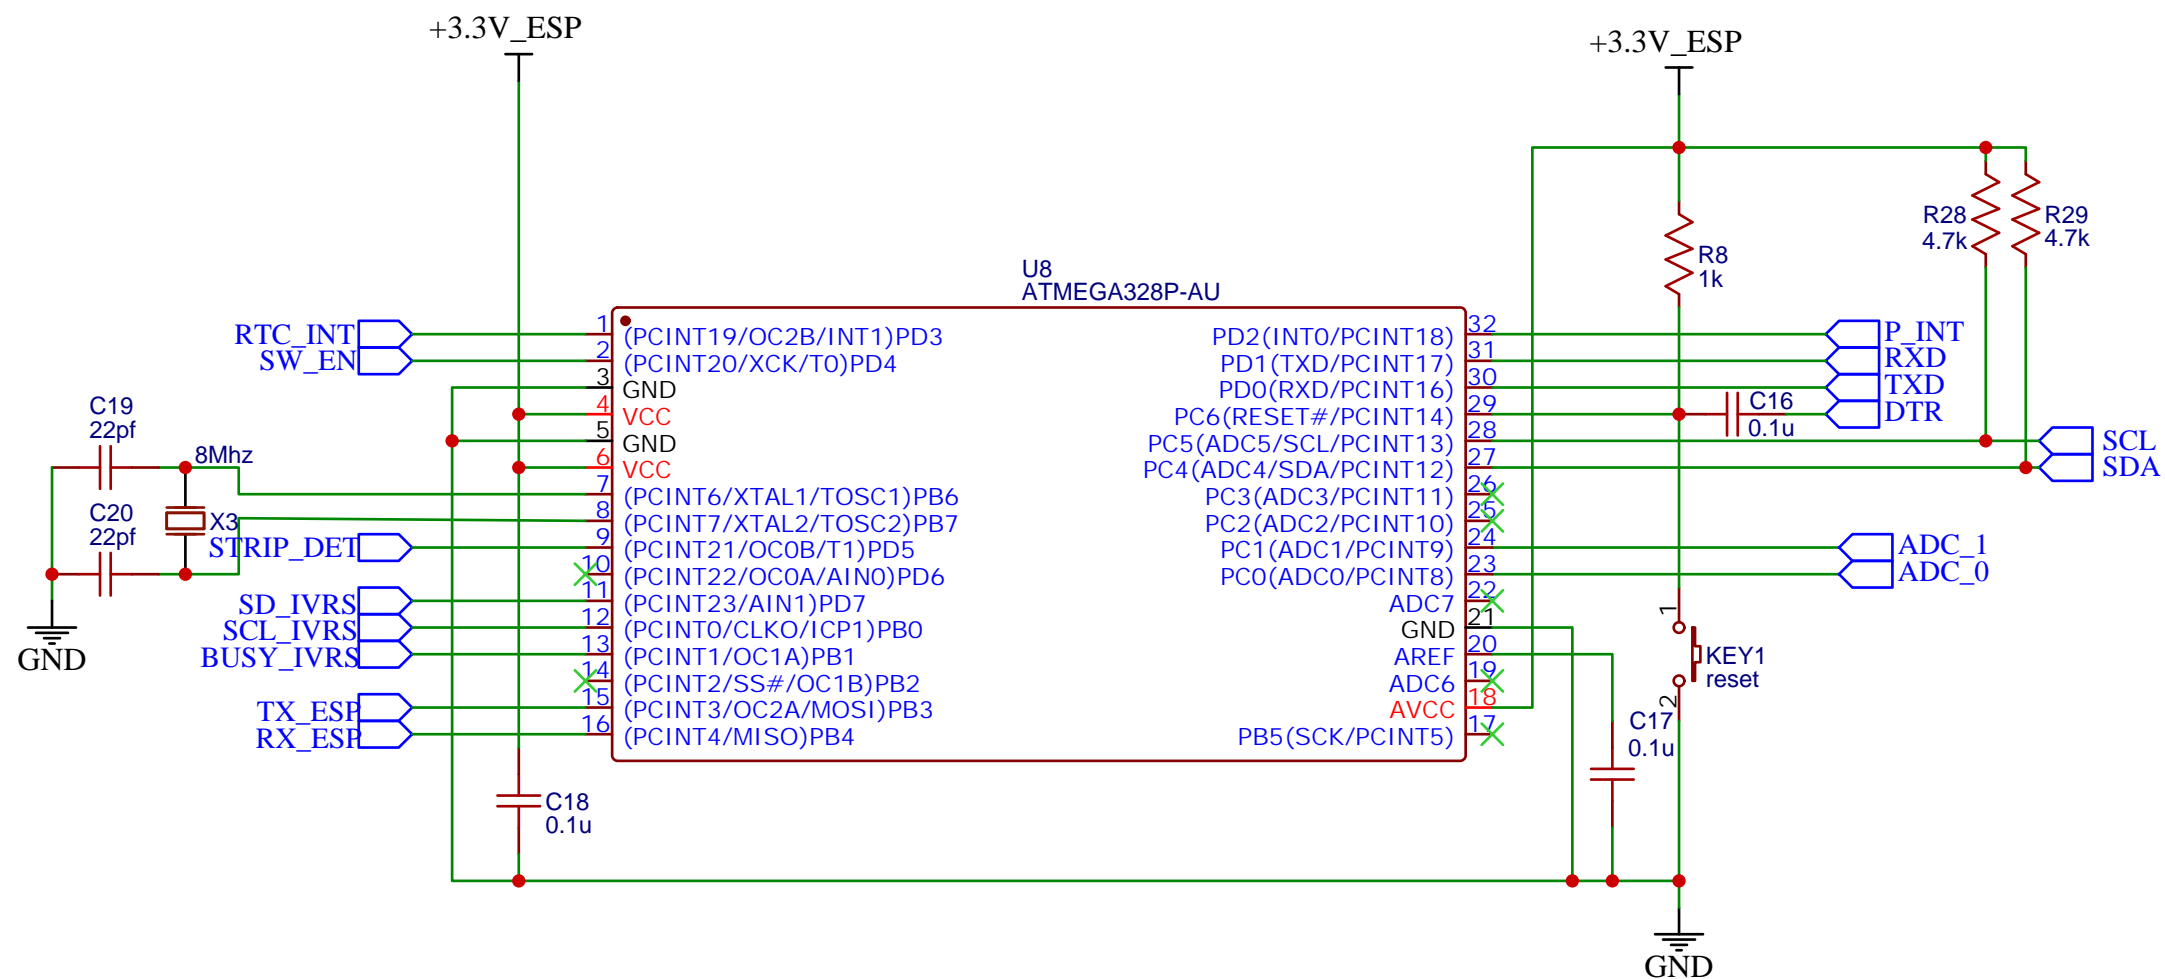 +3.3V_ESP
+3.3V_ESP
R28
4.7k
R29
4.7k
R8
1k
U8
ATMEGA328P-AU
RTC_INT
SW_EN
1 (PCINT19/OC2B/INT1)PD3
2 (PCINT20/XCK/T0)PD4
3 GND
4 VCC
5 GND
6 VCC
7 (PCINT6/XTAL1/TOSC1)PB6
8 (PCINT7/XTAL2/TOSC2)PB7
9 (PCINT21/OC0B/T1)PD5
10 (PCINT22/OC0A/AIN0)PD6
11 (PCINT23/AIN1)PD7
12 (PCINT0/CLKO/ICP1)PB0
13 (PCINT1/OC1A)PB1
14 (PCINT2/SS#/OC1B)PB2
15 (PCINT3/OC2A/MOSI)PB3
16 (PCINT4/MISO)PB4
PD2(INT0/PCINT18) 32
PD1(TXD/PCINT17) 31
PD0(RXD/PCINT16) 30
PC6(RESET#/PCINT14) 29
PC5(ADC5/SCL/PCINT13) 28
PC4(ADC4/SDA/PCINT12) 27
PC3(ADC3/PCINT11) 26
PC2(ADC2/PCINT10) 25
PC1(ADC1/PCINT9) 24
PC0(ADC0/PCINT8) 23
ADC7 22
GND 21
AREF 20
ADC6 19
AVCC 18
PB5(SCK/PCINT5) 17
P_INT
RXD
TXD
DTR
C16
0.1u
SCL
SDA
ADC_1
ADC_0
C19
22pf
8Mhz
C20
22pf
X3
STRIP_DET
SD_IVRS
SCL_IVRS
BUSY_IVRS
TX_ESP
RX_ESP
GND
1
KEY1
reset
2
C17
0.1u
C18
0.1u
GND